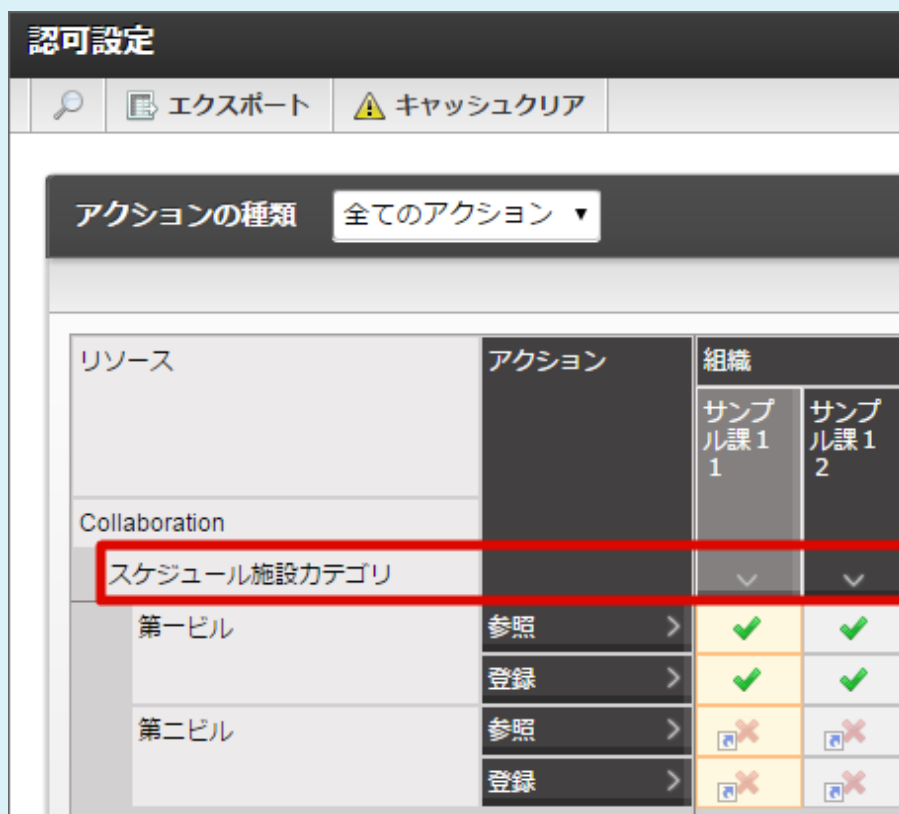 認可設定
エクスポート キャッシュクリア
アクションの種類 全てのアクション
リソース アクション 組織
サンプ
ル課1
1
サンプ
ル課1
2
Collaboration
スケジュール施設カテゴリ
第一ビル 参照
登録
第二ビル 参照
登録